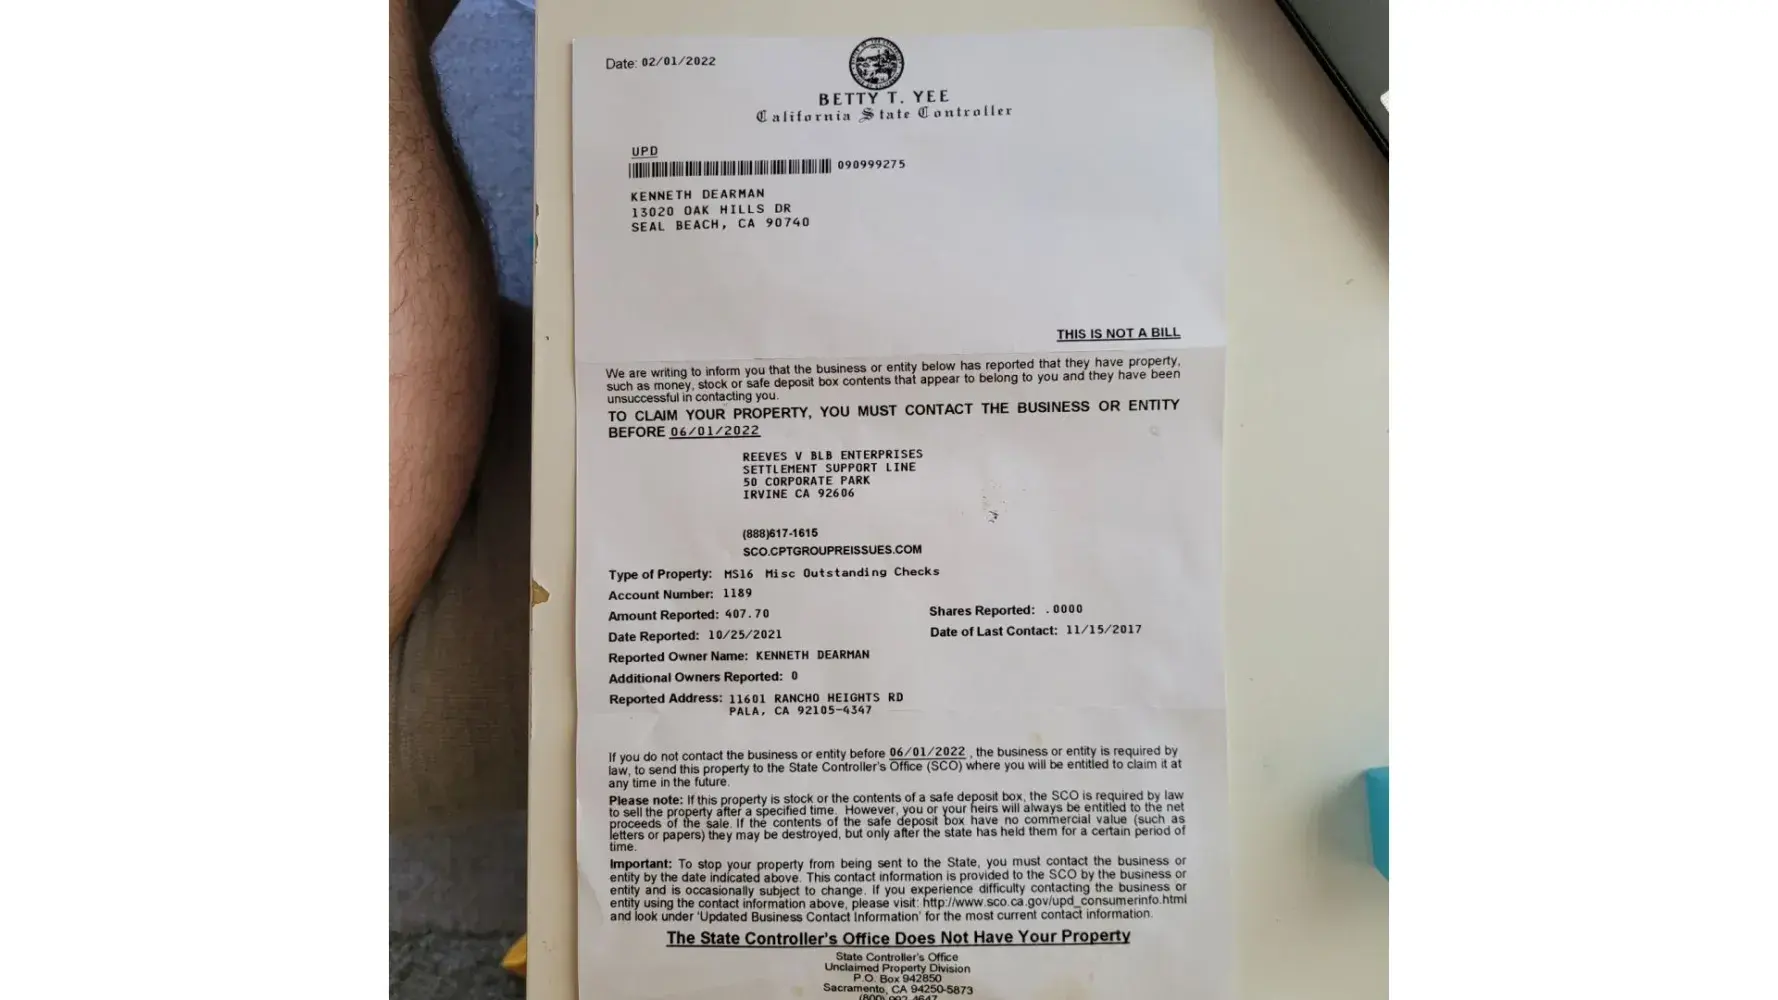 Date: 02/01/2022
BETTY T. YEE
California State Controller
UPD
090999275
KENNETH DEARMAN
13020 OAK HILLS DR
SEAL BEACH, CA 90740
THIS IS NOT A BILL
We are writing to inform you that the business or entity below has reported that they have property,
such as money, stock or safe deposit box contents that appear to belong to you and they have been
unsuccessful in contacting you.
TO CLAIM YOUR PROPERTY, YOU MUST CONTACT THE BUSINESS OR ENTITY
BEFORE 06/01/2022
REEVES V BLB ENTERPRISES
SETTLEMENT SUPPORT LINE
50 CORPORATE PARK
IRVINE CA 92606
(888)617-1615
SCO.CPTGROUPREISSUES.COM
Type of Property: MS16 Misc Outstanding Checks
Account Number: 1189
Amount Reported: 407.70 Shares Reported: .0000
Date Reported: 10/25/2021 Date of Last Contact: 11/15/2017
Reported Owner Name: KENNETH DEARMAN
Additional Owners Reported: 0
Reported Address: 11601 RANCHO HEIGHTS RD
PALA, CA 92105-4347
If you do not contact the business or entity before 06/01/2022 , the business or entity is required by
law, to send this property to the State Controller's Office (SCO) where you will be entitled to claim it at
any time in the future.
Please note: If this property is stock or the contents of a safe deposit box, the SCO is required by law
to sell the property after a specified time. However, you or your heirs will always be entitled to the net
proceeds of the sale. If the contents of the safe deposit box have no commercial value (such as
letters or papers) they may be destroyed, but only after the state has held them for a certain period of
time.
Important: To stop your property from being sent to the State, you must contact the business or
entity by the date indicated above. This contact information is provided to the SCO by the business or
entity and is occasionally subject to change. If you experience difficulty contacting the business or
entity using the contact information above, please visit: http://www.sco.ca.gov/upd_consumerinfo.html
and look under 'Updated Business Contact Information' for the most current contact information.
The State Controller's Office Does Not Have Your Property
State Controller's Office
Unclaimed Property Division
P.O. Box 942850
Sacramento, CA 94250-5873
(800) 992-4647